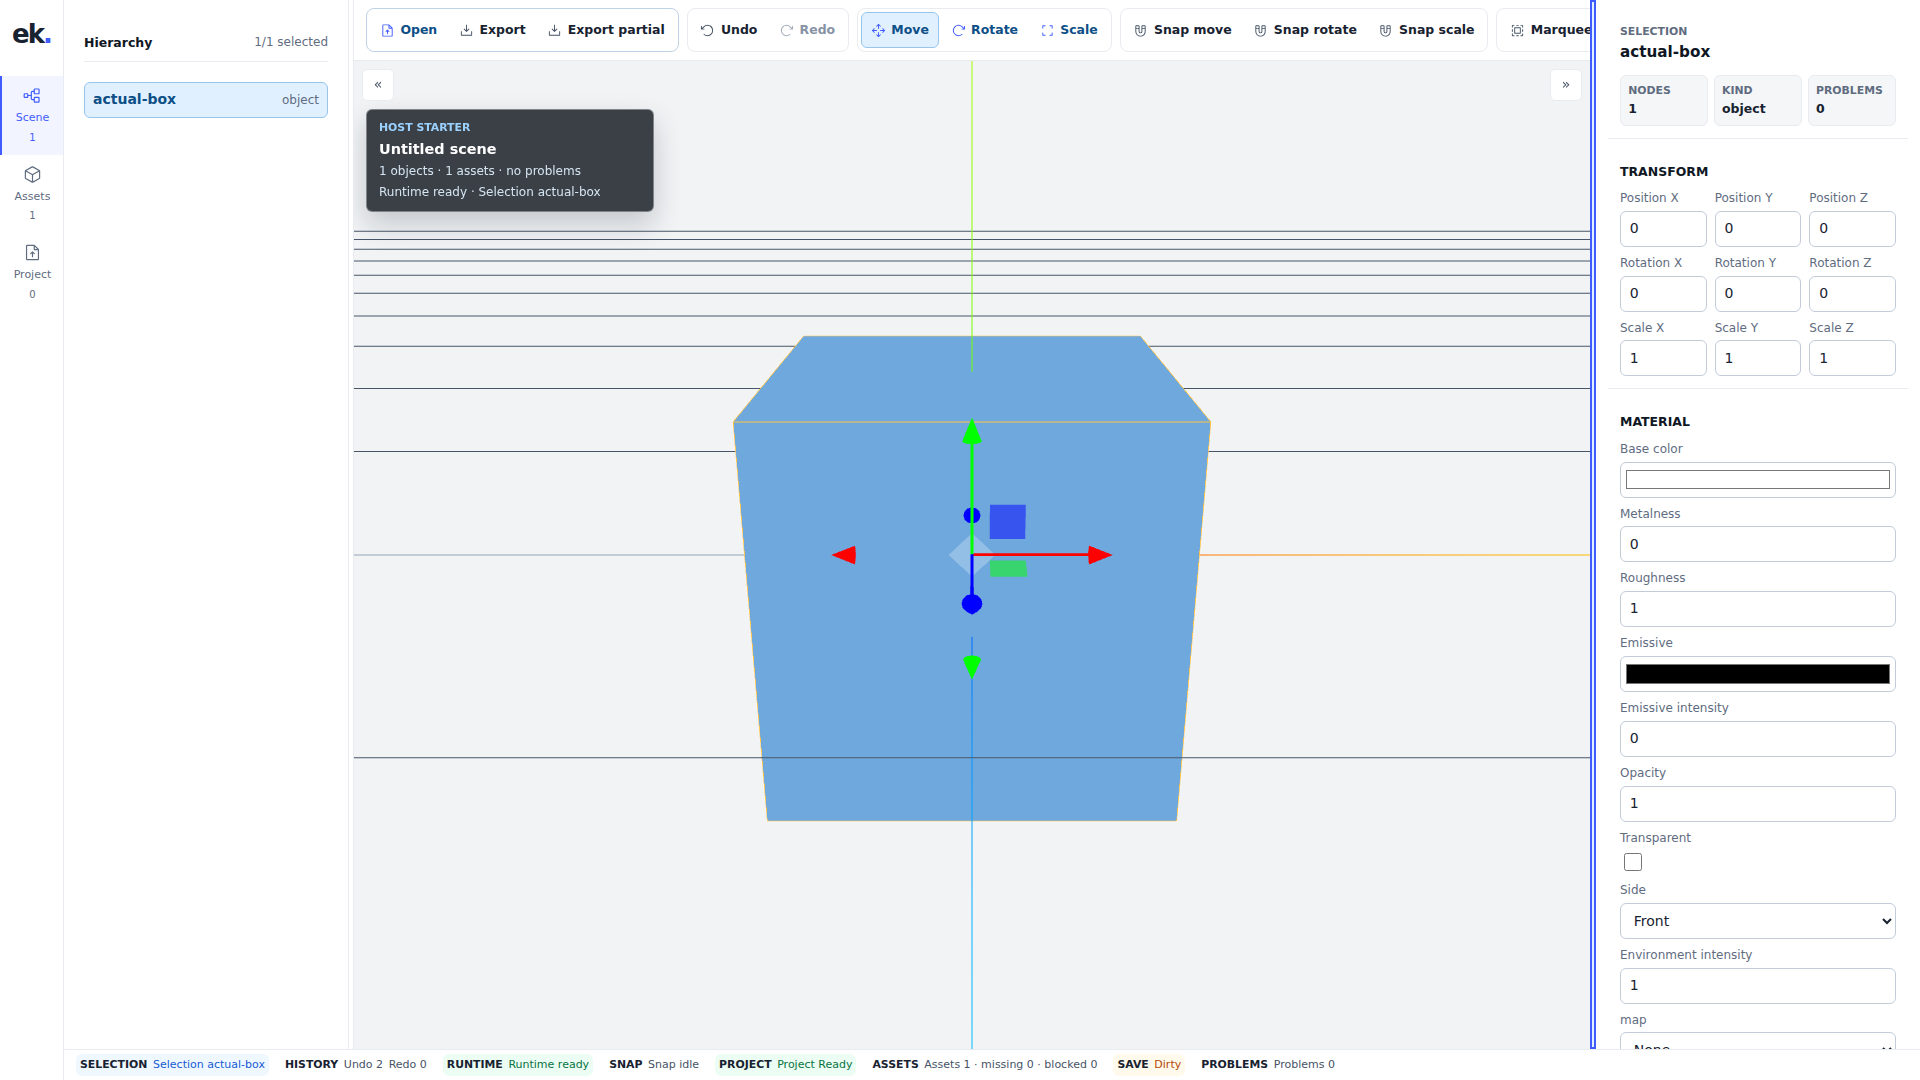 ek.
Scene
1
Assets
1
Project
0
Hierarchy 1/1 selected
actual-box object
Open Export Export partial Undo Redo Move Rotate Scale Snap move Snap rotate Snap scale Marquee
« »
HOST STARTER
Untitled scene
1 objects · 1 assets · no problems
Runtime ready · Selection actual-box
SELECTION
actual-box
NODES KIND PROBLEMS
1 object 0
TRANSFORM
Position X Position Y Position Z
0 0 0
Rotation X Rotation Y Rotation Z
0 0 0
Scale X Scale Y Scale Z
1 1 1
MATERIAL
Base color
Metalness
0
Roughness
1
Emissive
Emissive intensity
0
Opacity
1
Transparent
Side
Front
Environment intensity
1
map
None
SELECTION Selection actual-box HISTORY Undo 2 Redo 0 RUNTIME Runtime ready SNAP Snap idle PROJECT Project Ready ASSETS Assets 1 · missing 0 · blocked 0 SAVE Dirty PROBLEMS Problems 0